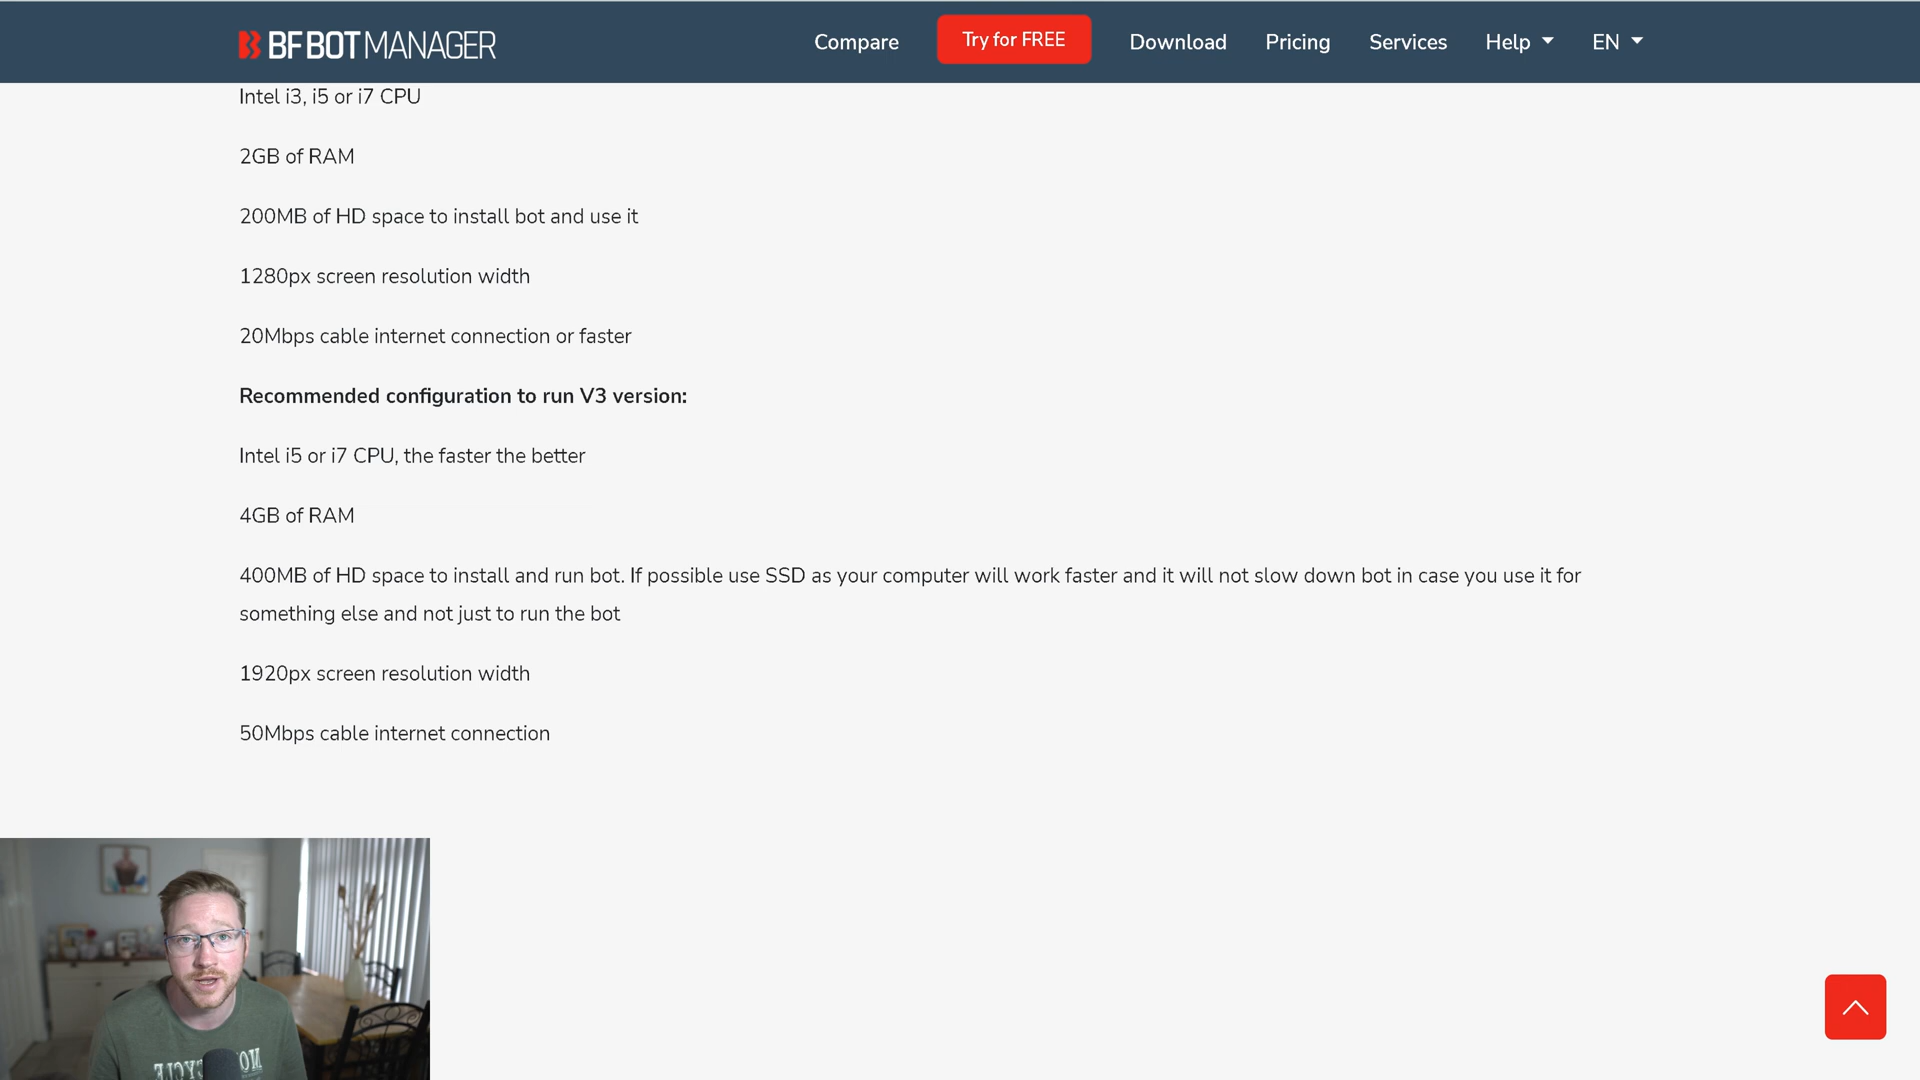 BF BOT MANAGER
Compare
Try for FREE
Download
Pricing
Services
Help
EN
Intel i3, i5 or i7 CPU
2GB of RAM
200MB of HD space to install bot and use it
1280px screen resolution width
20Mbps cable internet connection or faster
Recommended configuration to run V3 version:
Intel i5 or i7 CPU, the faster the better
4GB of RAM
400MB of HD space to install and run bot. If possible use SSD as your computer will work faster and it will not slow down bot in case you use it for
something else and not just to run the bot
1920px screen resolution width
50Mbps cable internet connection